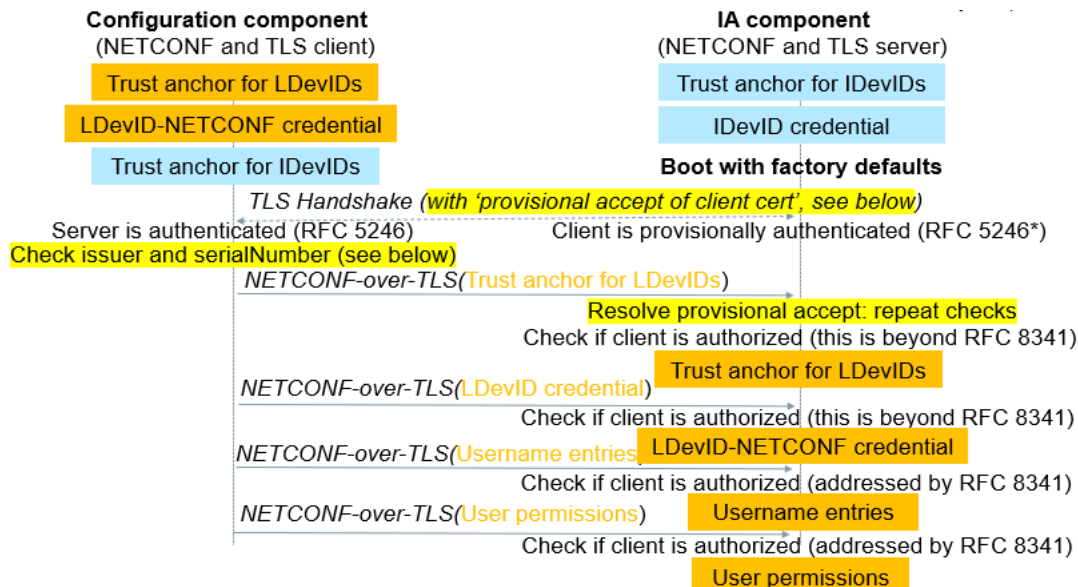 Configuration component
(NETCONF and TLS client)
IA component
(NETCONF and TLS server)
Trust anchor for LDevIDs
Trust anchor for IDevIDs
LDevID-NETCONF credential
IDevID credential
Trust anchor for IDevIDs
Boot with factory defaults
TLS Handshake (with ‘provisional accept of client cert’, see below)
Server is authenticated (RFC 5246)
Client is provisionally authenticated (RFC 5246*)
Check issuer and serialNumber (see below)
NETCONF-over-TLS(Trust anchor for LDevIDs)
Resolve provisional accept: repeat checks
Check if client is authorized (this is beyond RFC 8341)
Trust anchor for LDevIDs
NETCONF-over-TLS(LDevID credential)
Check if client is authorized (this is beyond RFC 8341)
LDevID-NETCONF credential
NETCONF-over-TLS(Username entries
Check if client is authorized (addressed by RFC 8341)
NETCONF-over-TLS(User permissions)
Username entries
Check if client is authorized (addressed by RFC 8341)
User permissions